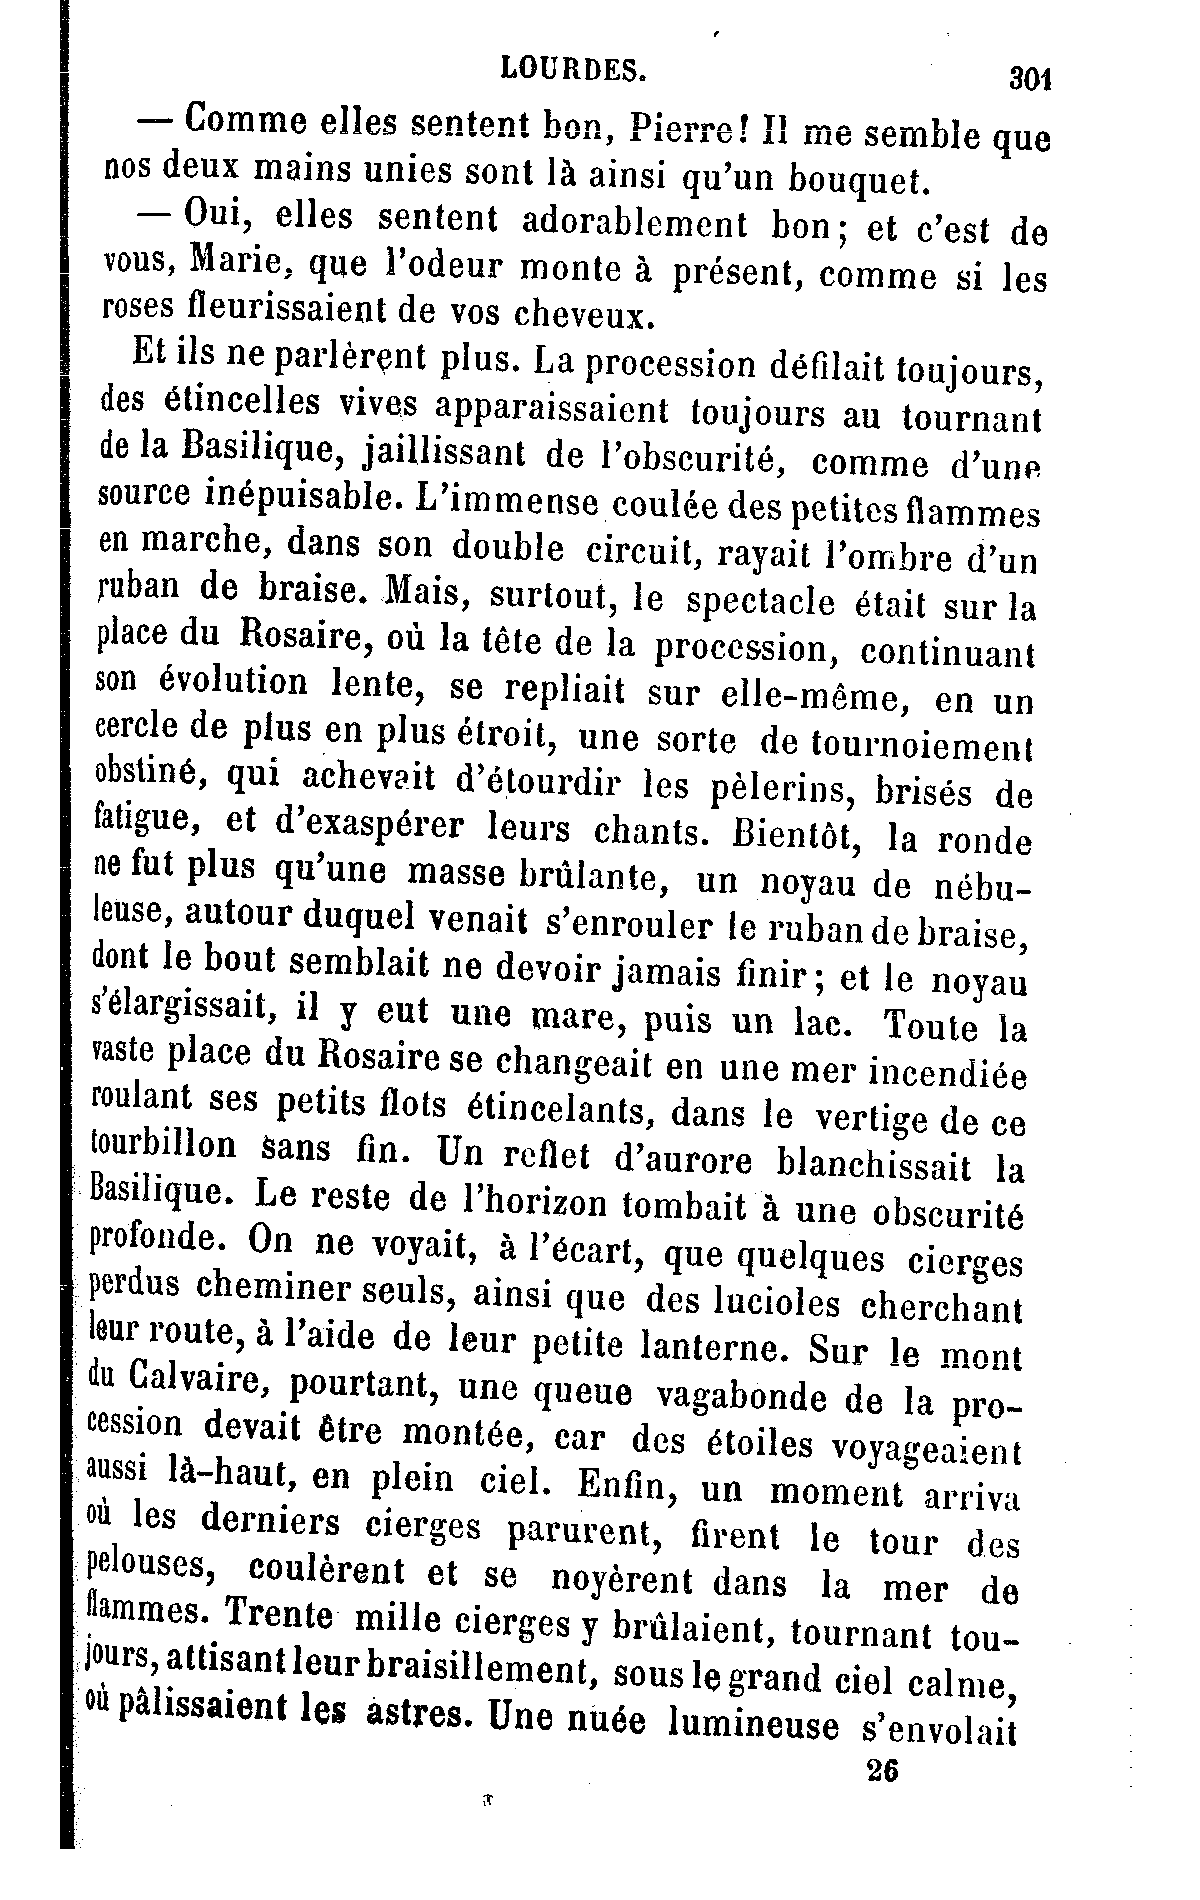 LOURDES. 301
— Comme elles sentent bon, Pierre! Il me semble que
nos deux mains unies sont là ainsi qu'un bouquet.
— Oui, elles sentent adorablement bon; et c'est de
vous, Marie, que l'odeur monte à présent, comme si les
roses fleurissaient de vos cheveux.
Et ils ne parlèrent plus. La procession défilait toujours,
des étincelles vives apparaissaient toujours au tournant
de la Basilique, jaillissant de l'obscurité, comme d'une
source inépuisable. L'immense coulée des petites flammes
en marche, dans son double circuit, rayait l'ombre d'un
ruban de braise. Mais, surtout, le spectacle était sur la
place du Rosaire, où la tête de la procession, continuant
son évolution lente, se repliait sur elle-même, en un
cercle de plus en plus étroit, une sorte de tournoiement
obstiné, qui achevait d'étourdir les pèlerins, brisés de
fatigue, et d'exaspérer leurs chants. Bientôt, la ronde
ne fut plus qu'une masse brûlante, un noyau de nébu-
leuse, autour duquel venait s'enrouler le ruban de braise,
dont le bout semblait ne devoir jamais finir; et le noyau
s'élargissait, il y eut une mare, puis un lac. Toute la
vaste place du Rosaire se changeait en une mer incendiée
roulant ses petits flots étincelants, dans le vertige de ce
tourbillon sans fin. Un reflet d'aurore blanchissait la
Basilique. Le reste de l'horizon tombait à une obscurité
profonde. On ne voyait, à l'écart, que quelques cierges
perdus cheminer seuls, ainsi que des lucioles cherchant
leur route, à l'aide de leur petite lanterne. Sur le mont
du Calvaire, pourtant, une queue vagabonde de la pro-
cession devait être montée, car des étoiles voyageaient
aussi là-haut, en plein ciel. Enfin, un moment arriva
où les derniers cierges parurent, firent le tour des
pelouses, coulèrent et se noyèrent dans la mer de
flammes. Trente mille cierges y brûlaient, tournant tou-
jours, attisant leur braisillement, sous le grand ciel calme,
où pâlissaient les astres. Une nuée lumineuse s'envolait
26